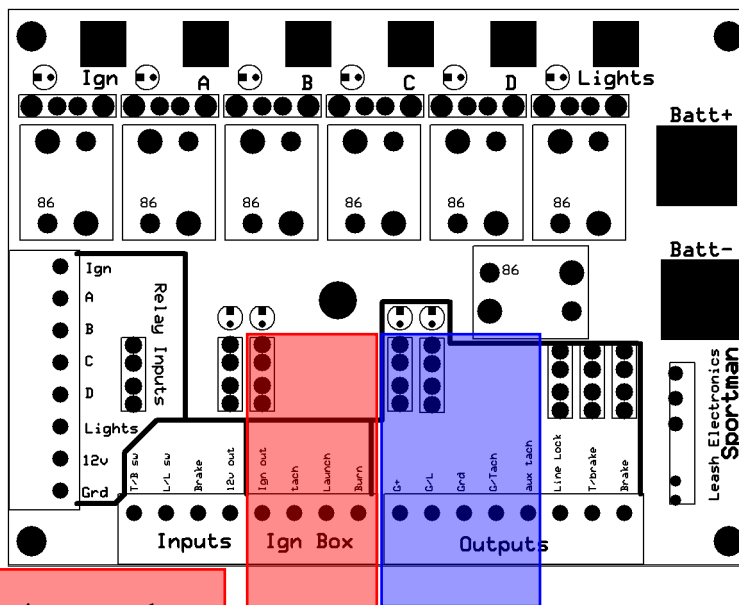 Ign
A
B
C
D
Lights
Batt+
86
86
86
86
86
86
Batt-
86
Ign
A
B
C
D
Lights
12v
Grd
Relay Inputs
Leash Electronics
Sportman
T/B sw
L/L sw
Brake
12v out
Ign out
tach
Launch
Burn
G+
G/L
Grd
G/Tach
aux tach
Line Lock
T/brake
Brake
Inputs
Ign Box
Outputs